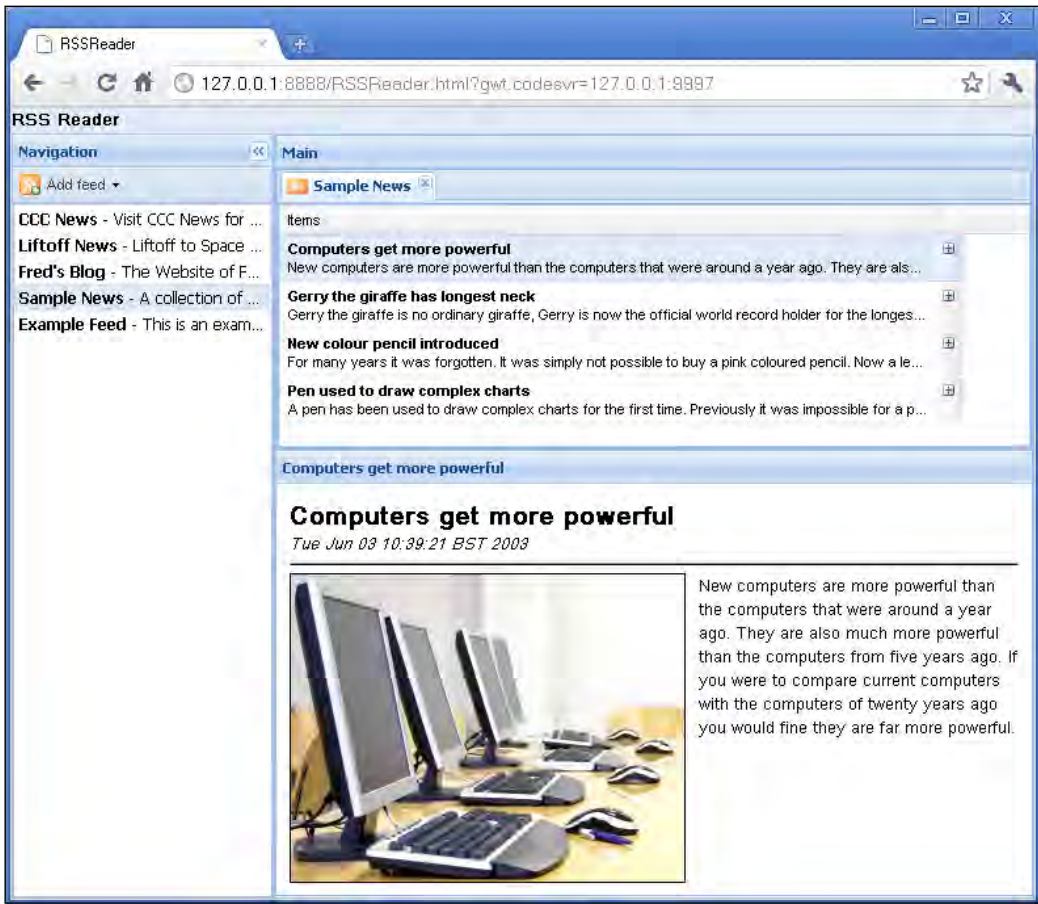 RSSReader
127.0.0.1:8888/RSSReader.html?gwt.codesvr=127.0.0.1:9997
RSS Reader
Navigation
Add feed
CCC News - Visit CCC News for ...
Liftoff News - Liftoff to Space ...
Fred's Blog - The Website of F...
Sample News - A collection of ...
Example Feed - This is an exam...
Main
Sample News
Items
Computers get more powerful
New computers are more powerful than the computers that were around a year ago. They are als...
Gerry the giraffe has longest neck
Gerry the giraffe is no ordinary giraffe, Gerry is now the official world record holder for the longes...
New colour pencil introduced
For many years it was forgotten. It was simply not possible to buy a pink coloured pencil. Now a le...
Pen used to draw complex charts
A pen has been used to draw complex charts for the first time. Previously it was impossible for a p...
Computers get more powerful
Computers get more powerful
Tue Jun 03 10:39:21 BST 2003
New computers are more powerful than
the computers that were around a year
ago. They are also much more powerful
than the computers from five years ago. If
you were to compare current computers
with the computers of twenty years ago
you would fine they are far more powerful.